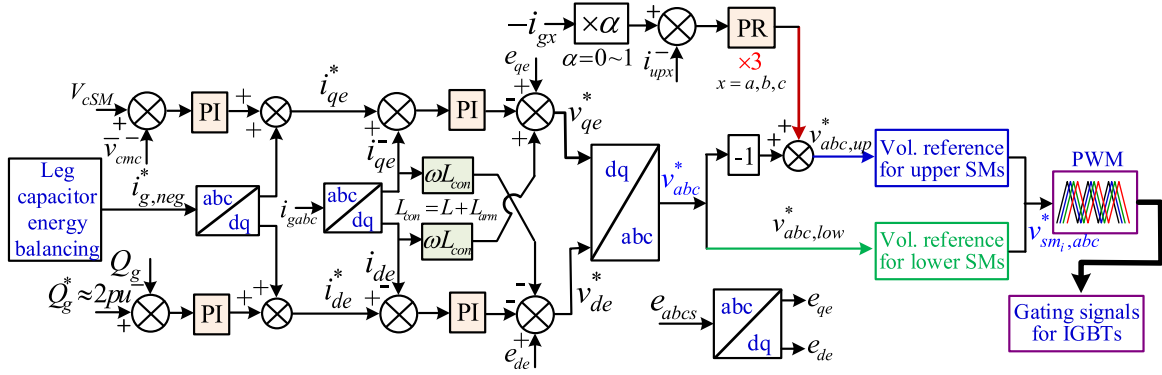 −i_gx
×α
α=0~1
+
−
i_upx
PR
×3
x = a,b,c
e_qe
V_cSM
+
−
v̅_cmc
PI
+
+
i*_qe
+
−
i_qe
PI
-
+
+
v*_qe
Leg
capacitor
energy
balancing
i*_g,neg
abc
dq
i_gabc
abc
dq
ωL_con
L_con = L+L_arm
ωL_con
dq
abc
v*_abc
-1
+
+
v*_abc,up
Vol. reference
for upper SMs
v*_abc,low
Vol. reference
for lower SMs
PWM
v*_sm_i,abc
Gating signals
for IGBTs
Q_g
−
Q*_g ≈2pu
+
PI
+
+
i*_de
i_de
+
-
PI
-
-
+
e_de
v*_de
e_abcs
abc
dq
e_qe
e_de